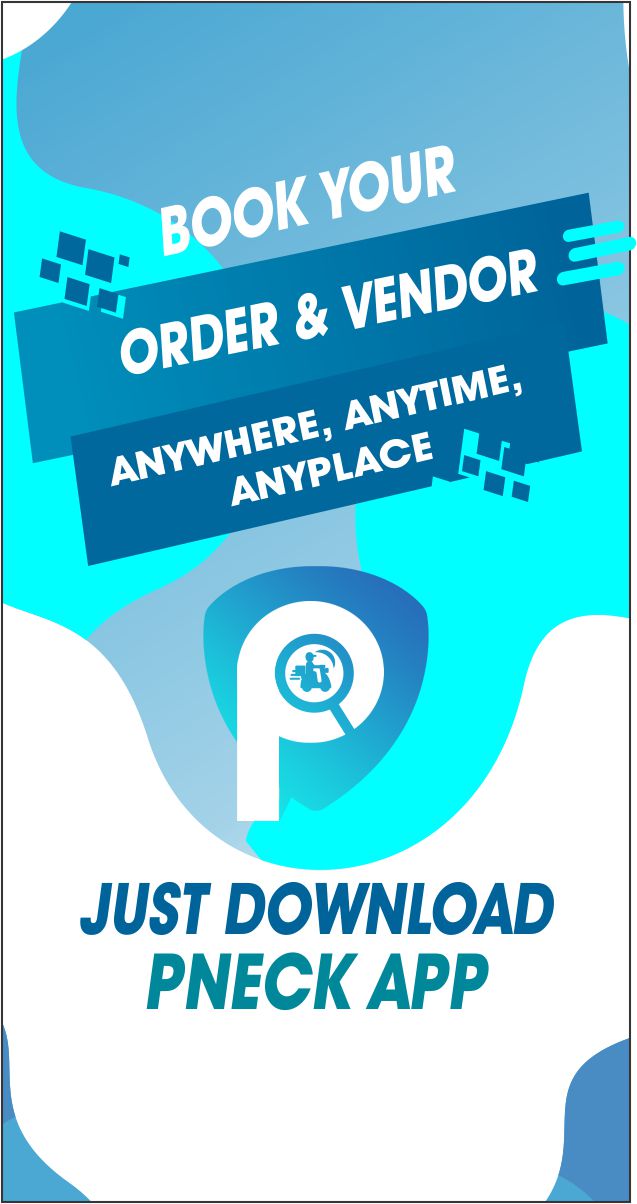 BOOK YOUR
ORDER & VENDOR
ANYWHERE, ANYTIME,
ANYPLACE
JUST DOWNLOAD
PNECK APP